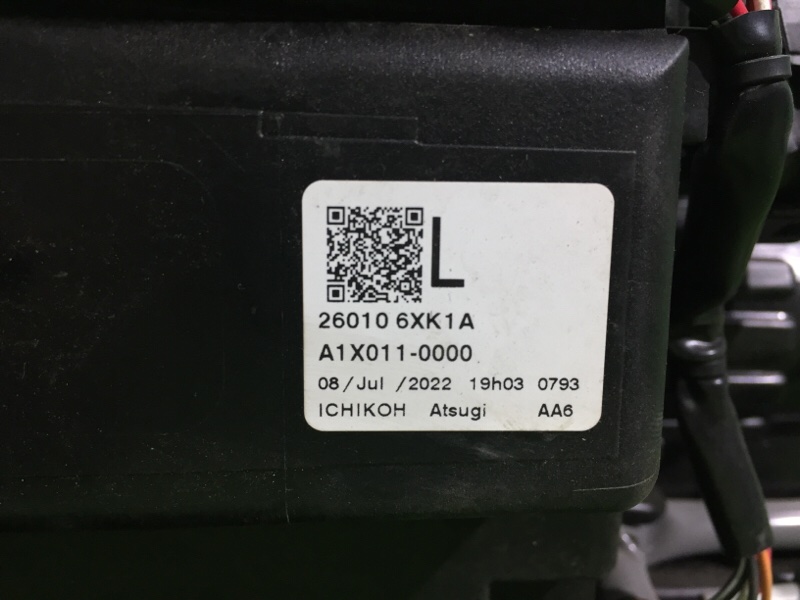 L
26010 6XK1A
A1X011-0000
08/Jul /2022 19h03 0793
ICHIKOH Atsugi AA6